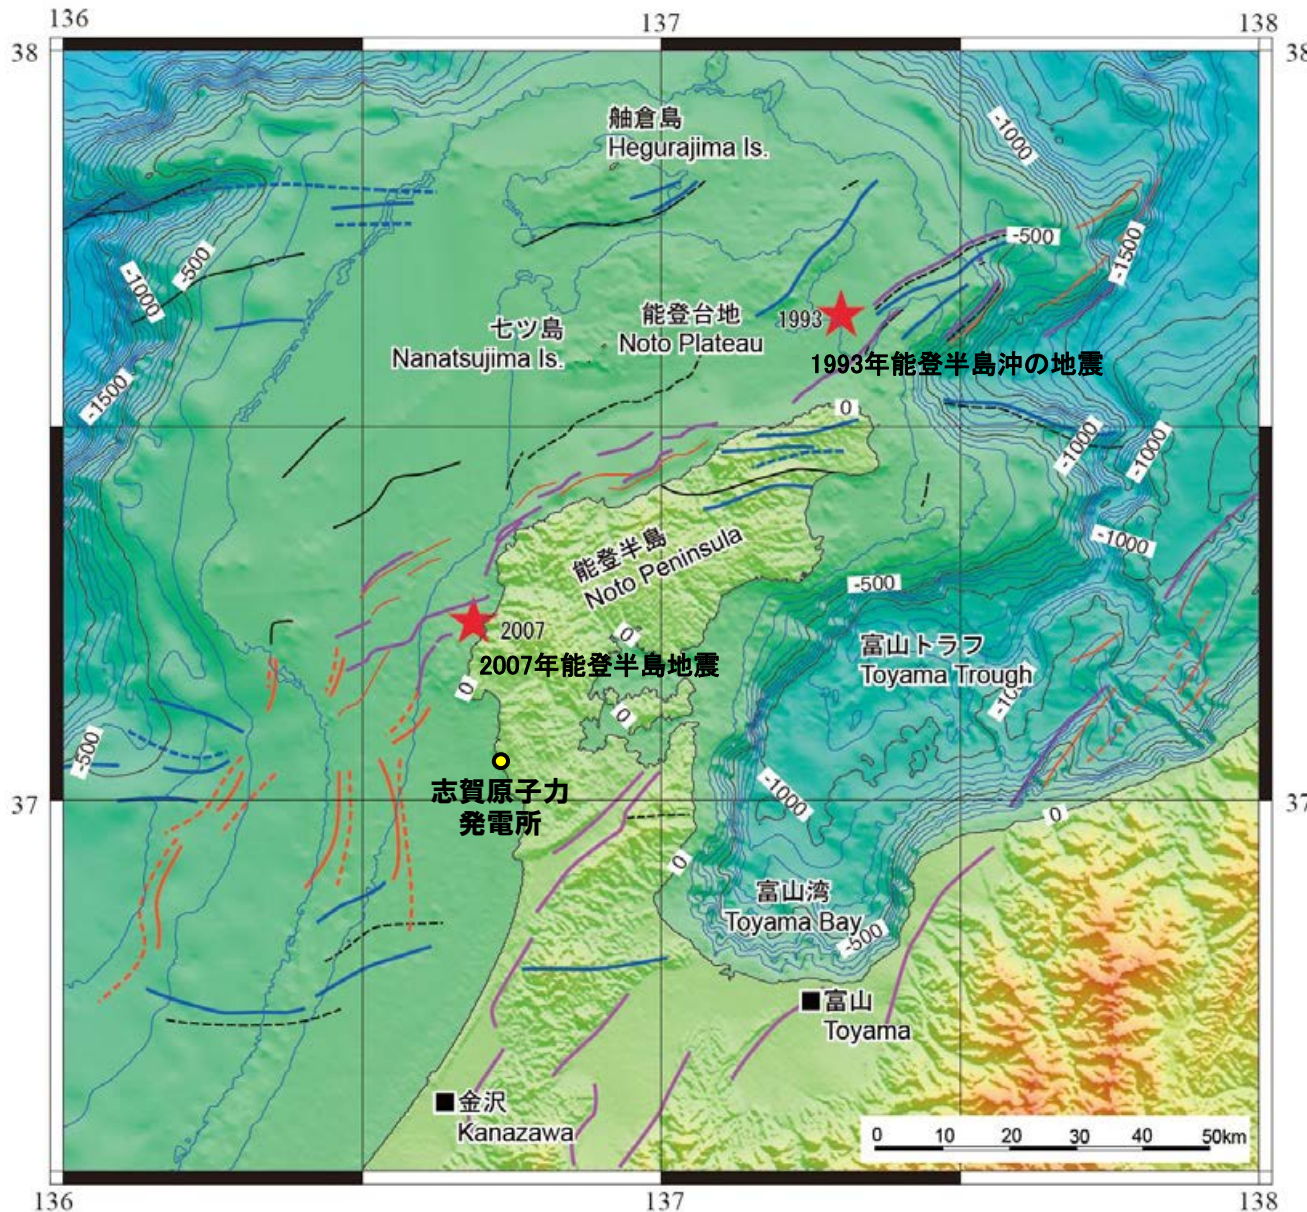 136
137
138
38
38
舳倉島
Hegurajima Is.
-1000
-500
-500
-1500
-1000
七ツ島
Nanatsujima Is.
能登台地
Noto Plateau
1993
1993年能登半島沖の地震
-1500
0
-1000
-1000
-1000
能登半島
Noto Peninsula
-500
2007
0
富山トラフ
Toyama Trough
2007年能登半島地震
0
0
-500
志賀原子力
発電所
-1000
37
37
0
0
富山湾
Toyama Bay
-500
富山
Toyama
金沢
Kanazawa
0 10 20 30 40 50km
136
137
138